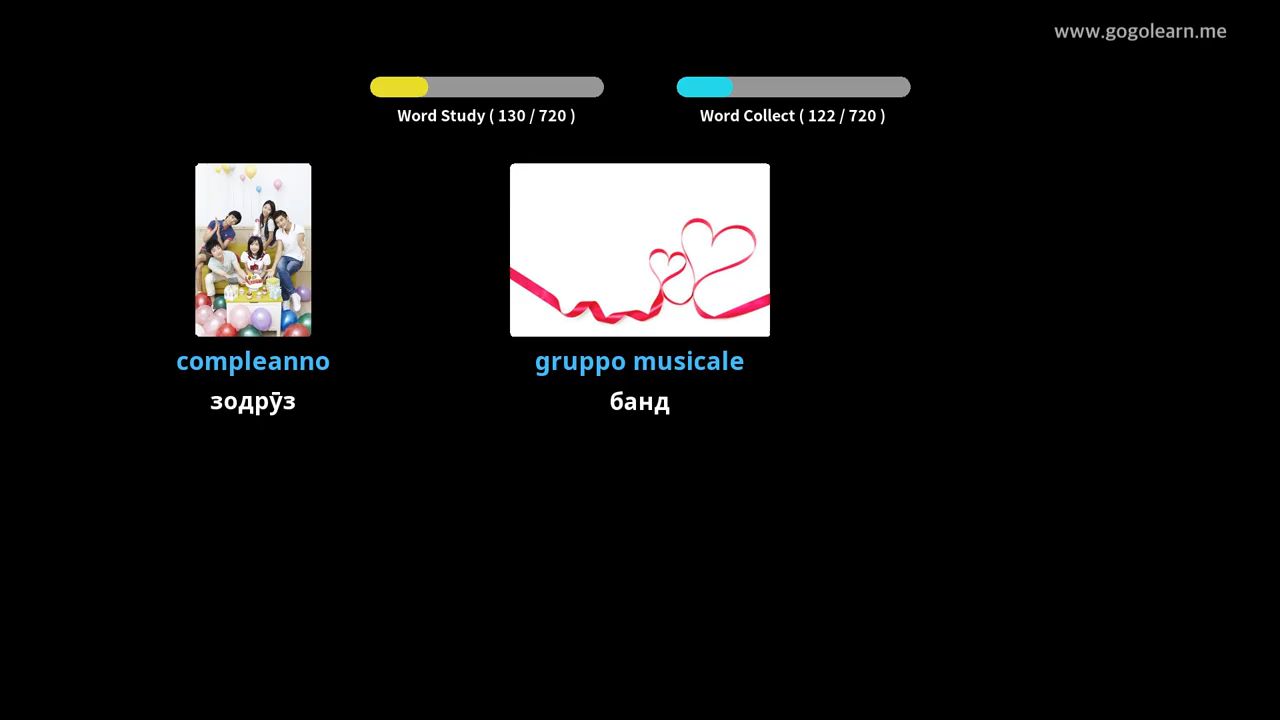 www.gogolearn.me
Word Study ( 130 / 720 )
Word Collect ( 122 / 720 )
compleanno
gruppo musicale
зодрӯз
банд